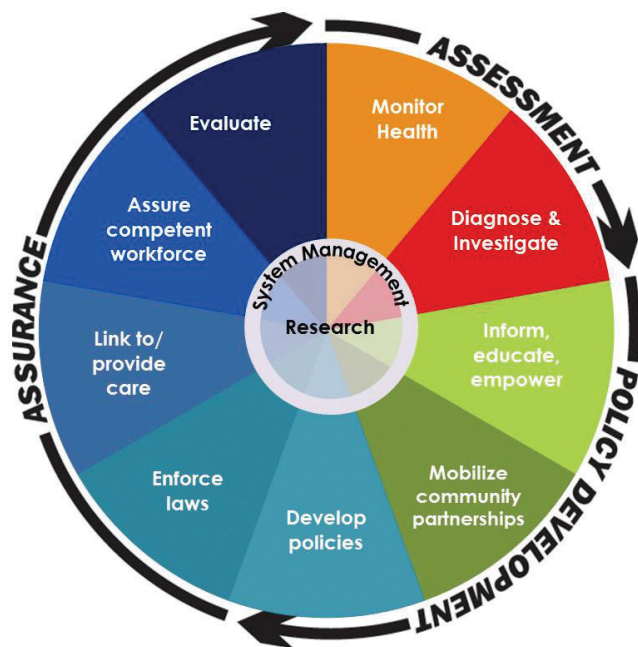 ASSESSMENT
POLICY DEVELOPMENT
ASSURANCE
Monitor
Health
Diagnose &
Investigate
Inform,
educate,
empower
Mobilize
community
partnerships
Develop
policies
Enforce
laws
Link to/
provide
care
Assure
competent
workforce
Evaluate
System Management
Research